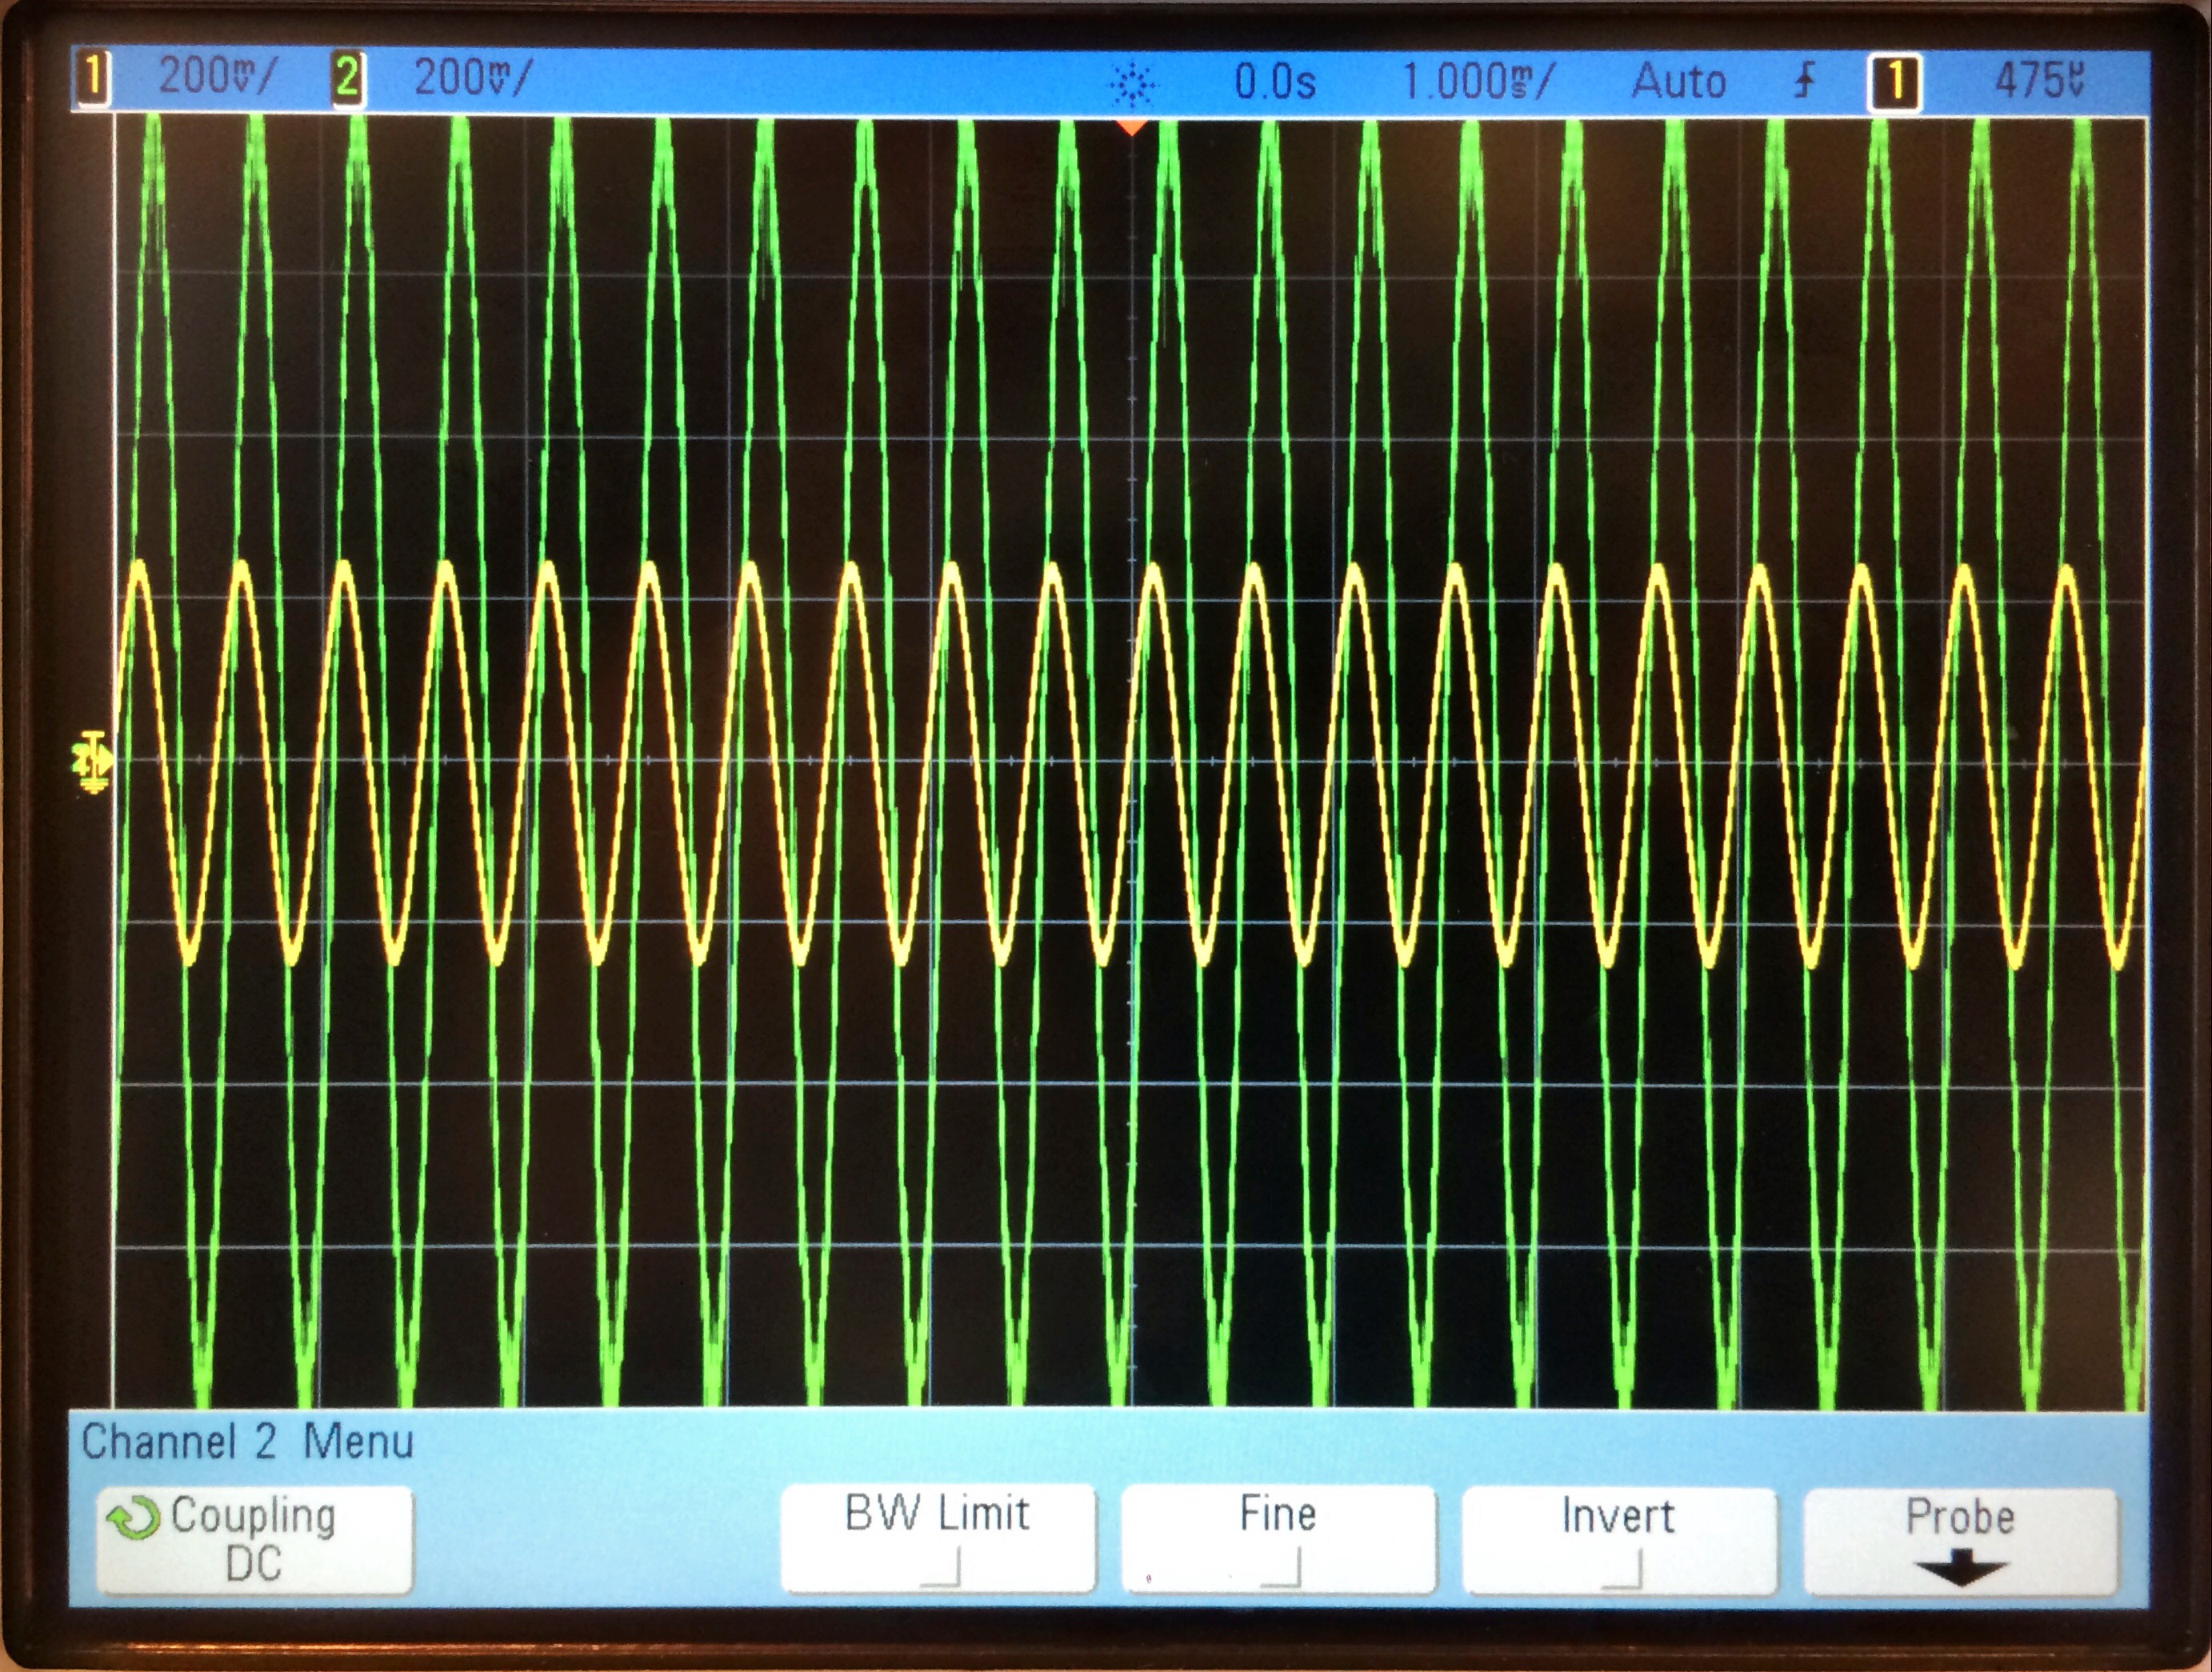 1 200mV/ 2 200mV/ 0.0s 1.000ms/ Auto 1 475µV
Channel 2 Menu
Coupling BW Limit Fine Invert Probe
DC